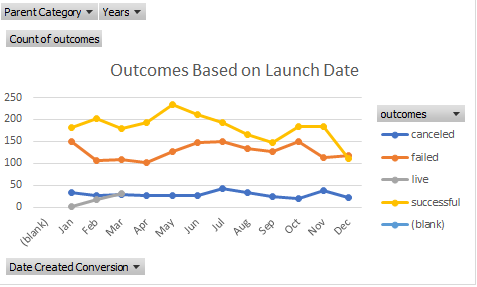 Parent Category Years
Count of outcomes
Outcomes Based on Launch Date
250
200
150
100
50
0
(blank) Jan Feb Mar Apr May Jun Jul Aug Sep Oct Nov Dec
outcomes
canceled
failed
live
successful
(blank)
Date Created Conversion